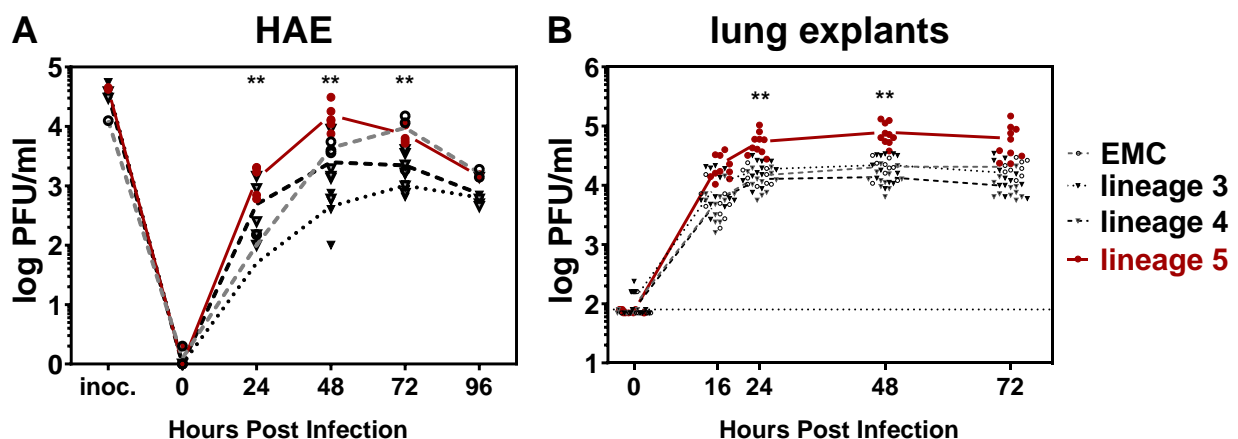 A HAE
log PFU/ml
5
4
3
2
1
0
** ** **
inoc. 0 24 48 72 96
Hours Post Infection
B lung explants
log PFU/ml
6
5
4
3
2
1
** **
0 16 24 48 72
Hours Post Infection
EMC
lineage 3
lineage 4
lineage 5